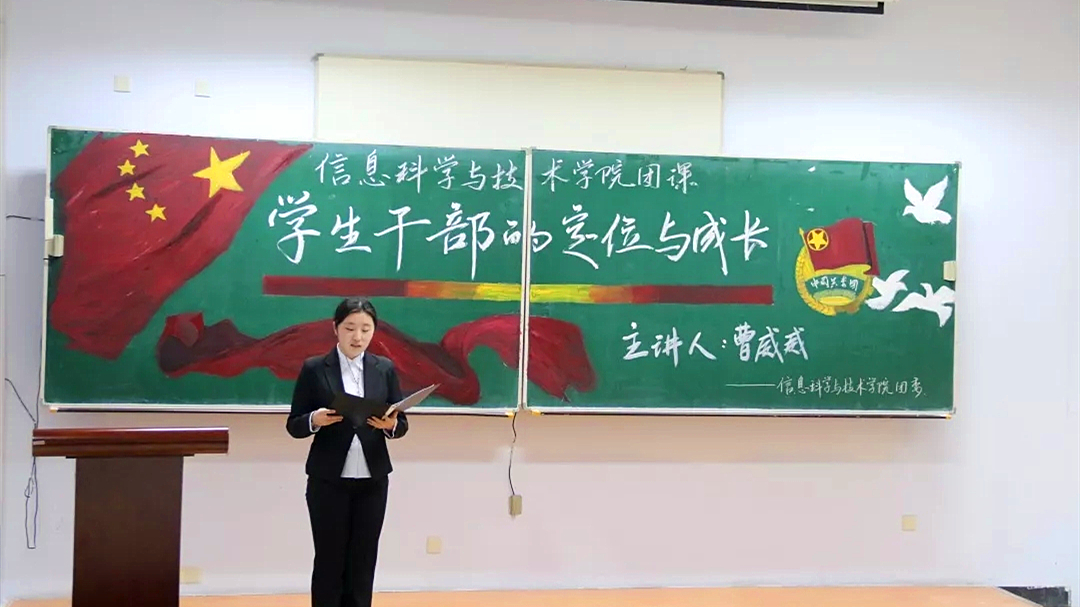 信息科学与技术学院团课
学生干部的定位与成长
中国共青团
主讲人：曹威威
——信息科学与技术学院团委